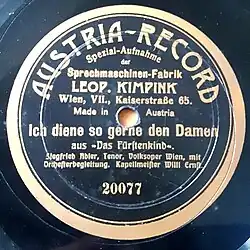 AUSTRIA-RECORD
Spezial-Aufnahme
der
Sprechmaschinen-Fabrik
LEOP. KIMPINK
Wien, VII., Kaiserstraße 65.
Made in Austria
Ich diene so gerne den Damen
aus »Das Fürstenkind«.
Siegfried Adler, Tenor, Volksoper Wien, mit
Orchesterbegleitung. Kapellmeister Willi Ernst
20077